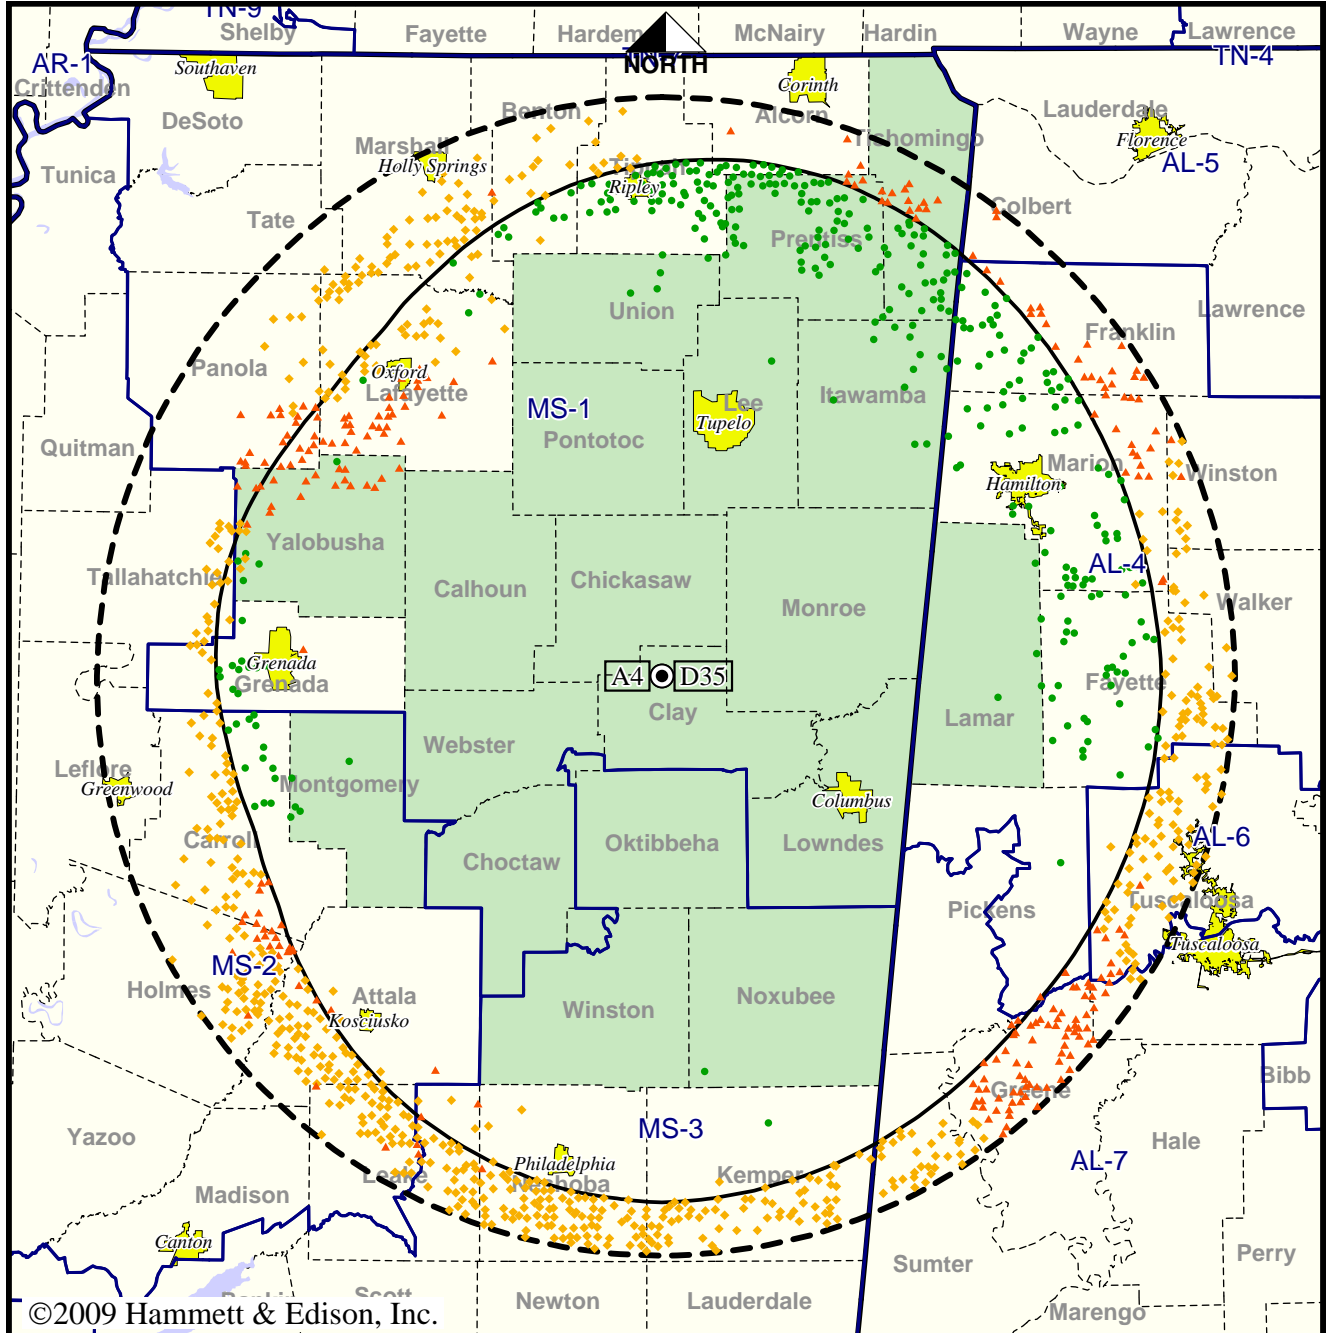 TN-9
Shelby
Fayette
McNairy
Hardin
Wayne
Lawrence
AR-1
Southaven
NORTH
TN-4
Crittenden
Corinth
DeSoto
Benton
Alcorn
Lauderdale
Florence
Tishomingo
Marshall
Holly Springs
AL-5
Tunica
Ripley
Tate
Colbert
Prentiss
Union
Lawrence
Franklin
Panola
Oxford
Lafayette
MS-1
Lee
Itawamba
Tupelo
Quitman
Pontotoc
Marion
Winston
Hamilton
Yalobusha
Tallahatchie
Calhoun
Chickasaw
AL-4
Monroe
Walker
Grenada
Grenada
A4
D35
Fayette
Clay
Lamar
Webster
Leflore
Greenwood
Montgomery
Columbus
Carroll
Choctaw
Oktibbeha
Lowndes
AL-6
Pickens
Tuscaloosa
Tuscaloosa
MS-2
Holmes
Attala
Kosciusko
Winston
Noxubee
Greene
Bibb
Yazoo
MS-3
Hale
Philadelphia
Neshoba
Leake
Kemper
AL-7
Madison
Canton
Perry
Sumter
Scott
Newton
Lauderdale
Marengo
©2009 Hammett & Edison, Inc.